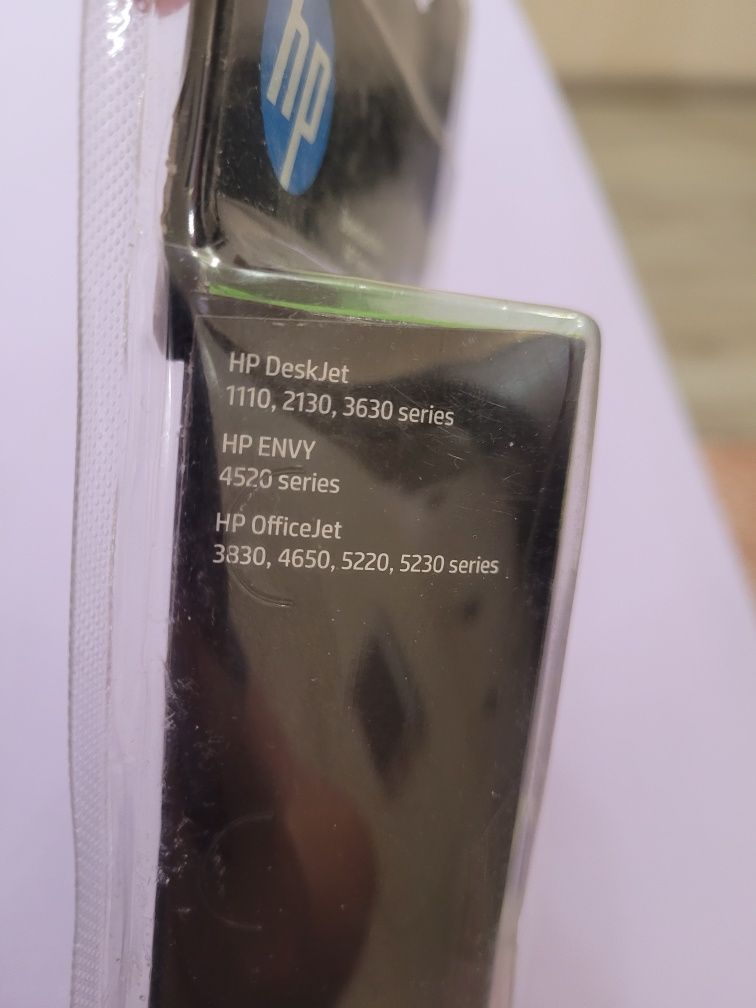 hp
HP DeskJet
1110, 2130, 3630 series
HP ENVY
4520 series
HP OfficeJet
3830, 4650, 5220, 5230 series